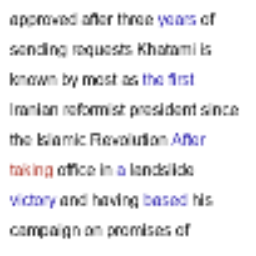 approved after three years of
sending requests Khatami is
known by most as the first
Iranian reformist president since
the Islamic Revolution After
taking office in a landslide
victory and having based his
campaign on promises of